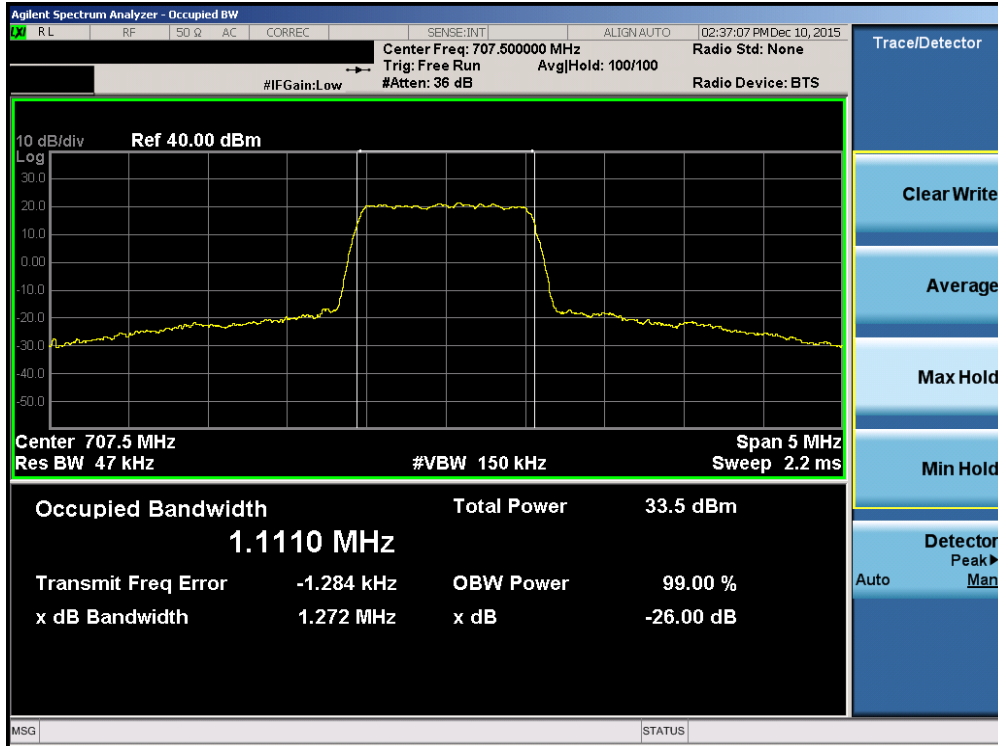 Agilent Spectrum Analyzer - Occupied BW
LXI RL RF 50 Ω AC CORREC SENSE:INT ALIGN AUTO 02:37:07 PM Dec 10, 2015
Center Freq: 707.500000 MHz Radio Std: None
Trig: Free Run Avg|Hold: 100/100
#IFGain:Low #Atten: 36 dB Radio Device: BTS
10 dB/div Ref 40.00 dBm
Log
30.0
20.0
10.0
0.00
-10.0
-20.0
-30.0
-40.0
-50.0
Center 707.5 MHz Span 5 MHz
Res BW 47 kHz #VBW 150 kHz Sweep 2.2 ms
Occupied Bandwidth Total Power 33.5 dBm
1.1110 MHz
Transmit Freq Error -1.284 kHz OBW Power 99.00 %
x dB Bandwidth 1.272 MHz x dB -26.00 dB
MSG STATUS
Trace/Detector
Clear Write
Average
Max Hold
Min Hold
Detector
Peak▶
Auto Man